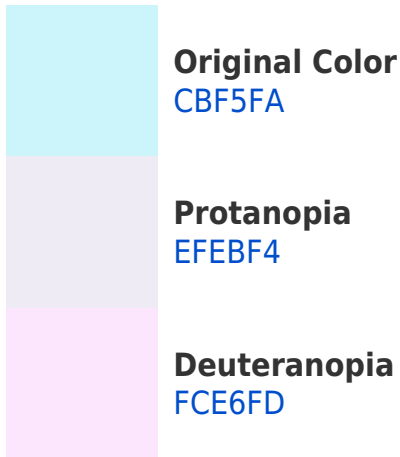 Original Color
CBF5FA
Protanopia
EFEBF4
Deuteranopia
FCE6FD